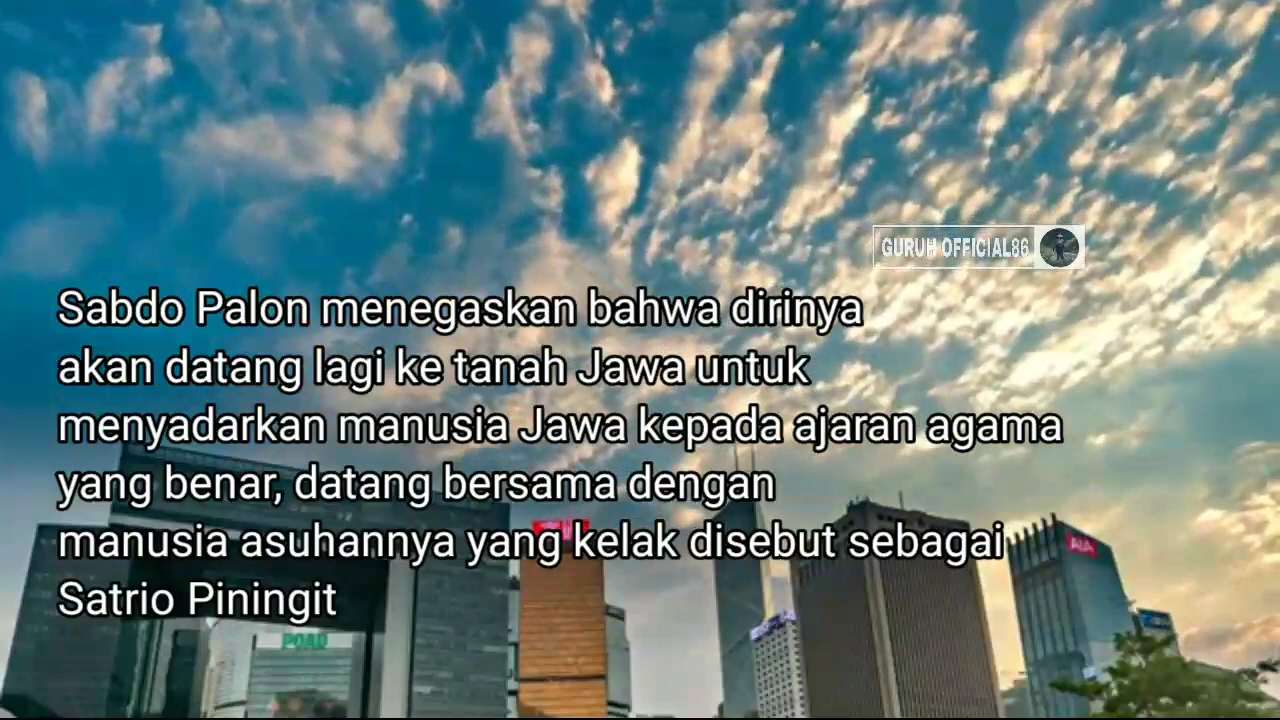 GURUH OFFICIAL86
Sabdo Palon menegaskan bahwa dirinya
akan datang lagi ke tanah Jawa untuk
menyadarkan manusia Jawa kepada ajaran agama
yang benar, datang bersama dengan
manusia asuhannya yang kelak disebut sebagai
Satrio Piningit
AIA